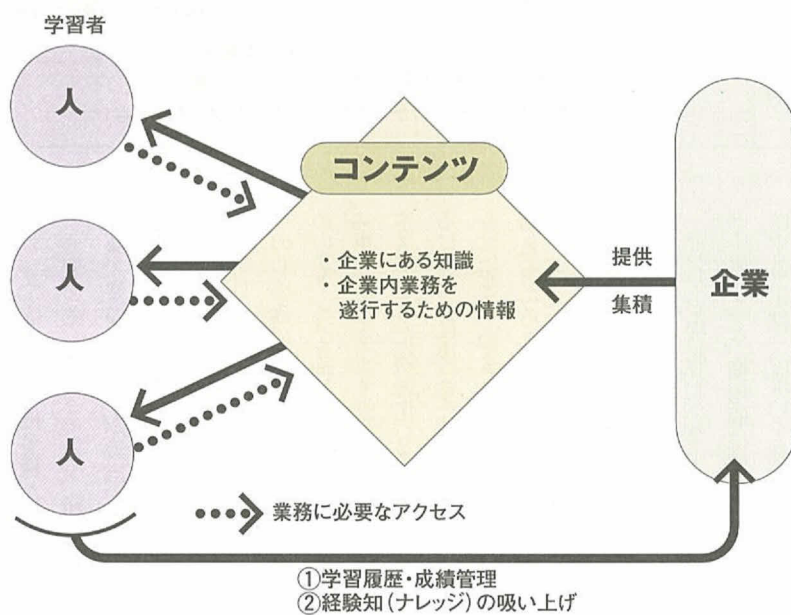 学習者
人
人
人
コンテンツ
・企業にある知識
・企業内業務を
遂行するための情報
提供
集積
企業
業務に必要なアクセス
①学習履歴・成績管理
②経験知(ナレッジ)の吸い上げ